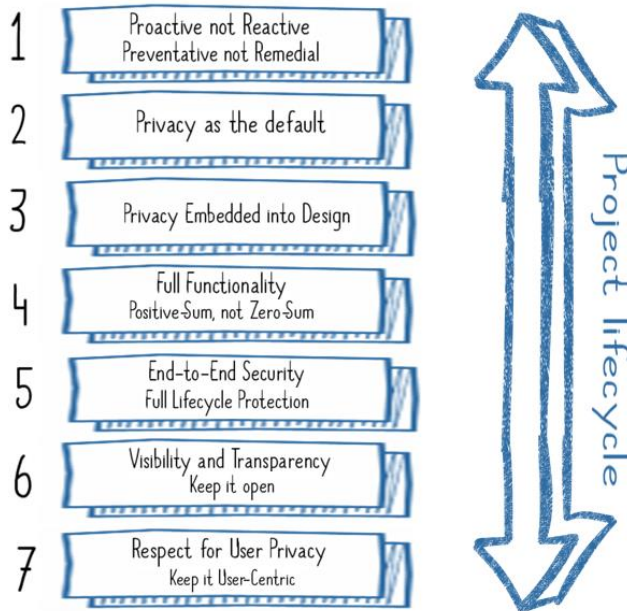 1
Proactive not Reactive
Preventative not Remedial
2
Privacy as the default
3
Privacy Embedded into Design
4
Full Functionality
Positive-Sum, not Zero-Sum
5
End-to-End Security
Full Lifecycle Protection
6
Visibility and Transparency
Keep it open
7
Respect for User Privacy
Keep it User-Centric
Project lifecycle